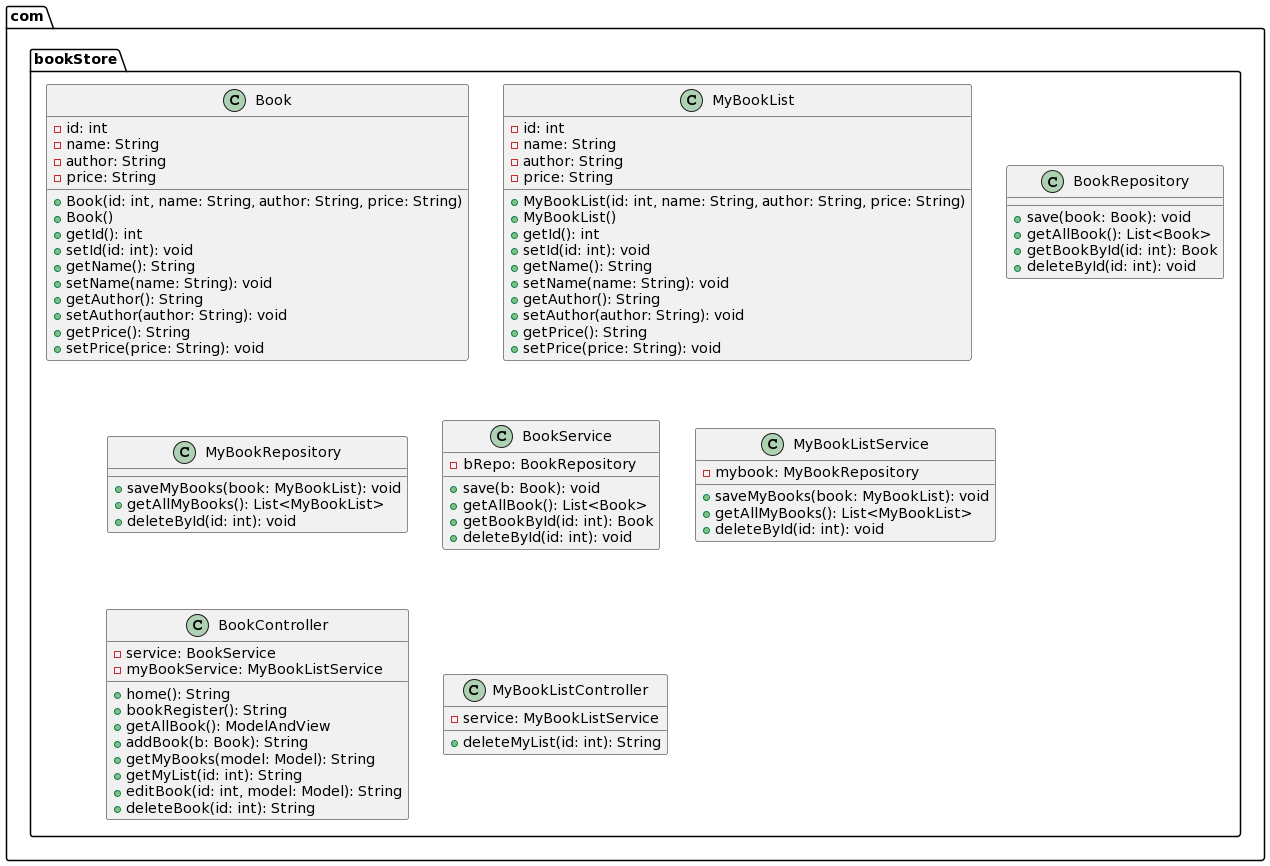 com
bookStore
C Book
id: int
name: String
author: String
price: String
Book(id: int, name: String, author: String, price: String)
Book()
getId(): int
setId(id: int): void
getName(): String
setName(name: String): void
getAuthor(): String
setAuthor(author: String): void
getPrice(): String
setPrice(price: String): void
C MyBookList
id: int
name: String
author: String
price: String
MyBookList(id: int, name: String, author: String, price: String)
MyBookList()
getId(): int
setId(id: int): void
getName(): String
setName(name: String): void
getAuthor(): String
setAuthor(author: String): void
getPrice(): String
setPrice(price: String): void
C BookRepository
save(book: Book): void
getAllBook(): List<Book>
getBookById(id: int): Book
deleteById(id: int): void
C MyBookRepository
saveMyBooks(book: MyBookList): void
getAllMyBooks(): List<MyBookList>
deleteById(id: int): void
C BookService
bRepo: BookRepository
save(b: Book): void
getAllBook(): List<Book>
getBookById(id: int): Book
deleteById(id: int): void
C MyBookListService
mybook: MyBookRepository
saveMyBooks(book: MyBookList): void
getAllMyBooks(): List<MyBookList>
deleteById(id: int): void
C BookController
service: BookService
myBookService: MyBookListService
home(): String
bookRegister(): String
getAllBook(): ModelAndView
addBook(b: Book): String
getMyBooks(model: Model): String
getMyList(id: int): String
editBook(id: int, model: Model): String
deleteBook(id: int): String
C MyBookListController
service: MyBookListService
deleteMyList(id: int): String